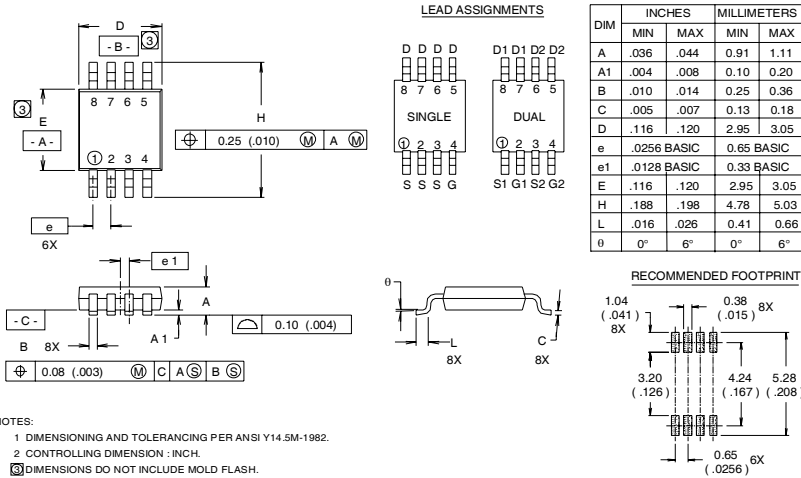 D
- B -
3
8 7 6 5
3
E
- A -
H
0.25 (.010) M A M
1 2 3 4
e
6X
e 1
A
- C -
B 8X
A 1
0.10 (.004)
0.08 (.003) M C A S B S
LEAD ASSIGNMENTS
D D D D
8 7 6 5
SINGLE
1 2 3 4
S S S G
D1 D1 D2 D2
8 7 6 5
DUAL
1 2 3 4
S1 G1 S2 G2
θ
L
8X
C
8X
DIM INCHES MILLIMETERS
MIN MAX MIN MAX
A .036 .044 0.91 1.11
A1 .004 .008 0.10 0.20
B .010 .014 0.25 0.36
C .005 .007 0.13 0.18
D .116 .120 2.95 3.05
e .0256 BASIC 0.65 BASIC
e1 .0128 BASIC 0.33 BASIC
E .116 .120 2.95 3.05
H .188 .198 4.78 5.03
L .016 .026 0.41 0.66
θ 0° 6° 0° 6°
RECOMMENDED FOOTPRINT
1.04
( .041 )
8X
0.38
( .015 )
8X
3.20
( .126 )
4.24
( .167 )
5.28
( .208 )
0.65
( .0256 )
6X
NOTES:
1 DIMENSIONING AND TOLERANCING PER ANSI Y14.5M-1982.
2 CONTROLLING DIMENSION : INCH.
3 DIMENSIONS DO NOT INCLUDE MOLD FLASH.